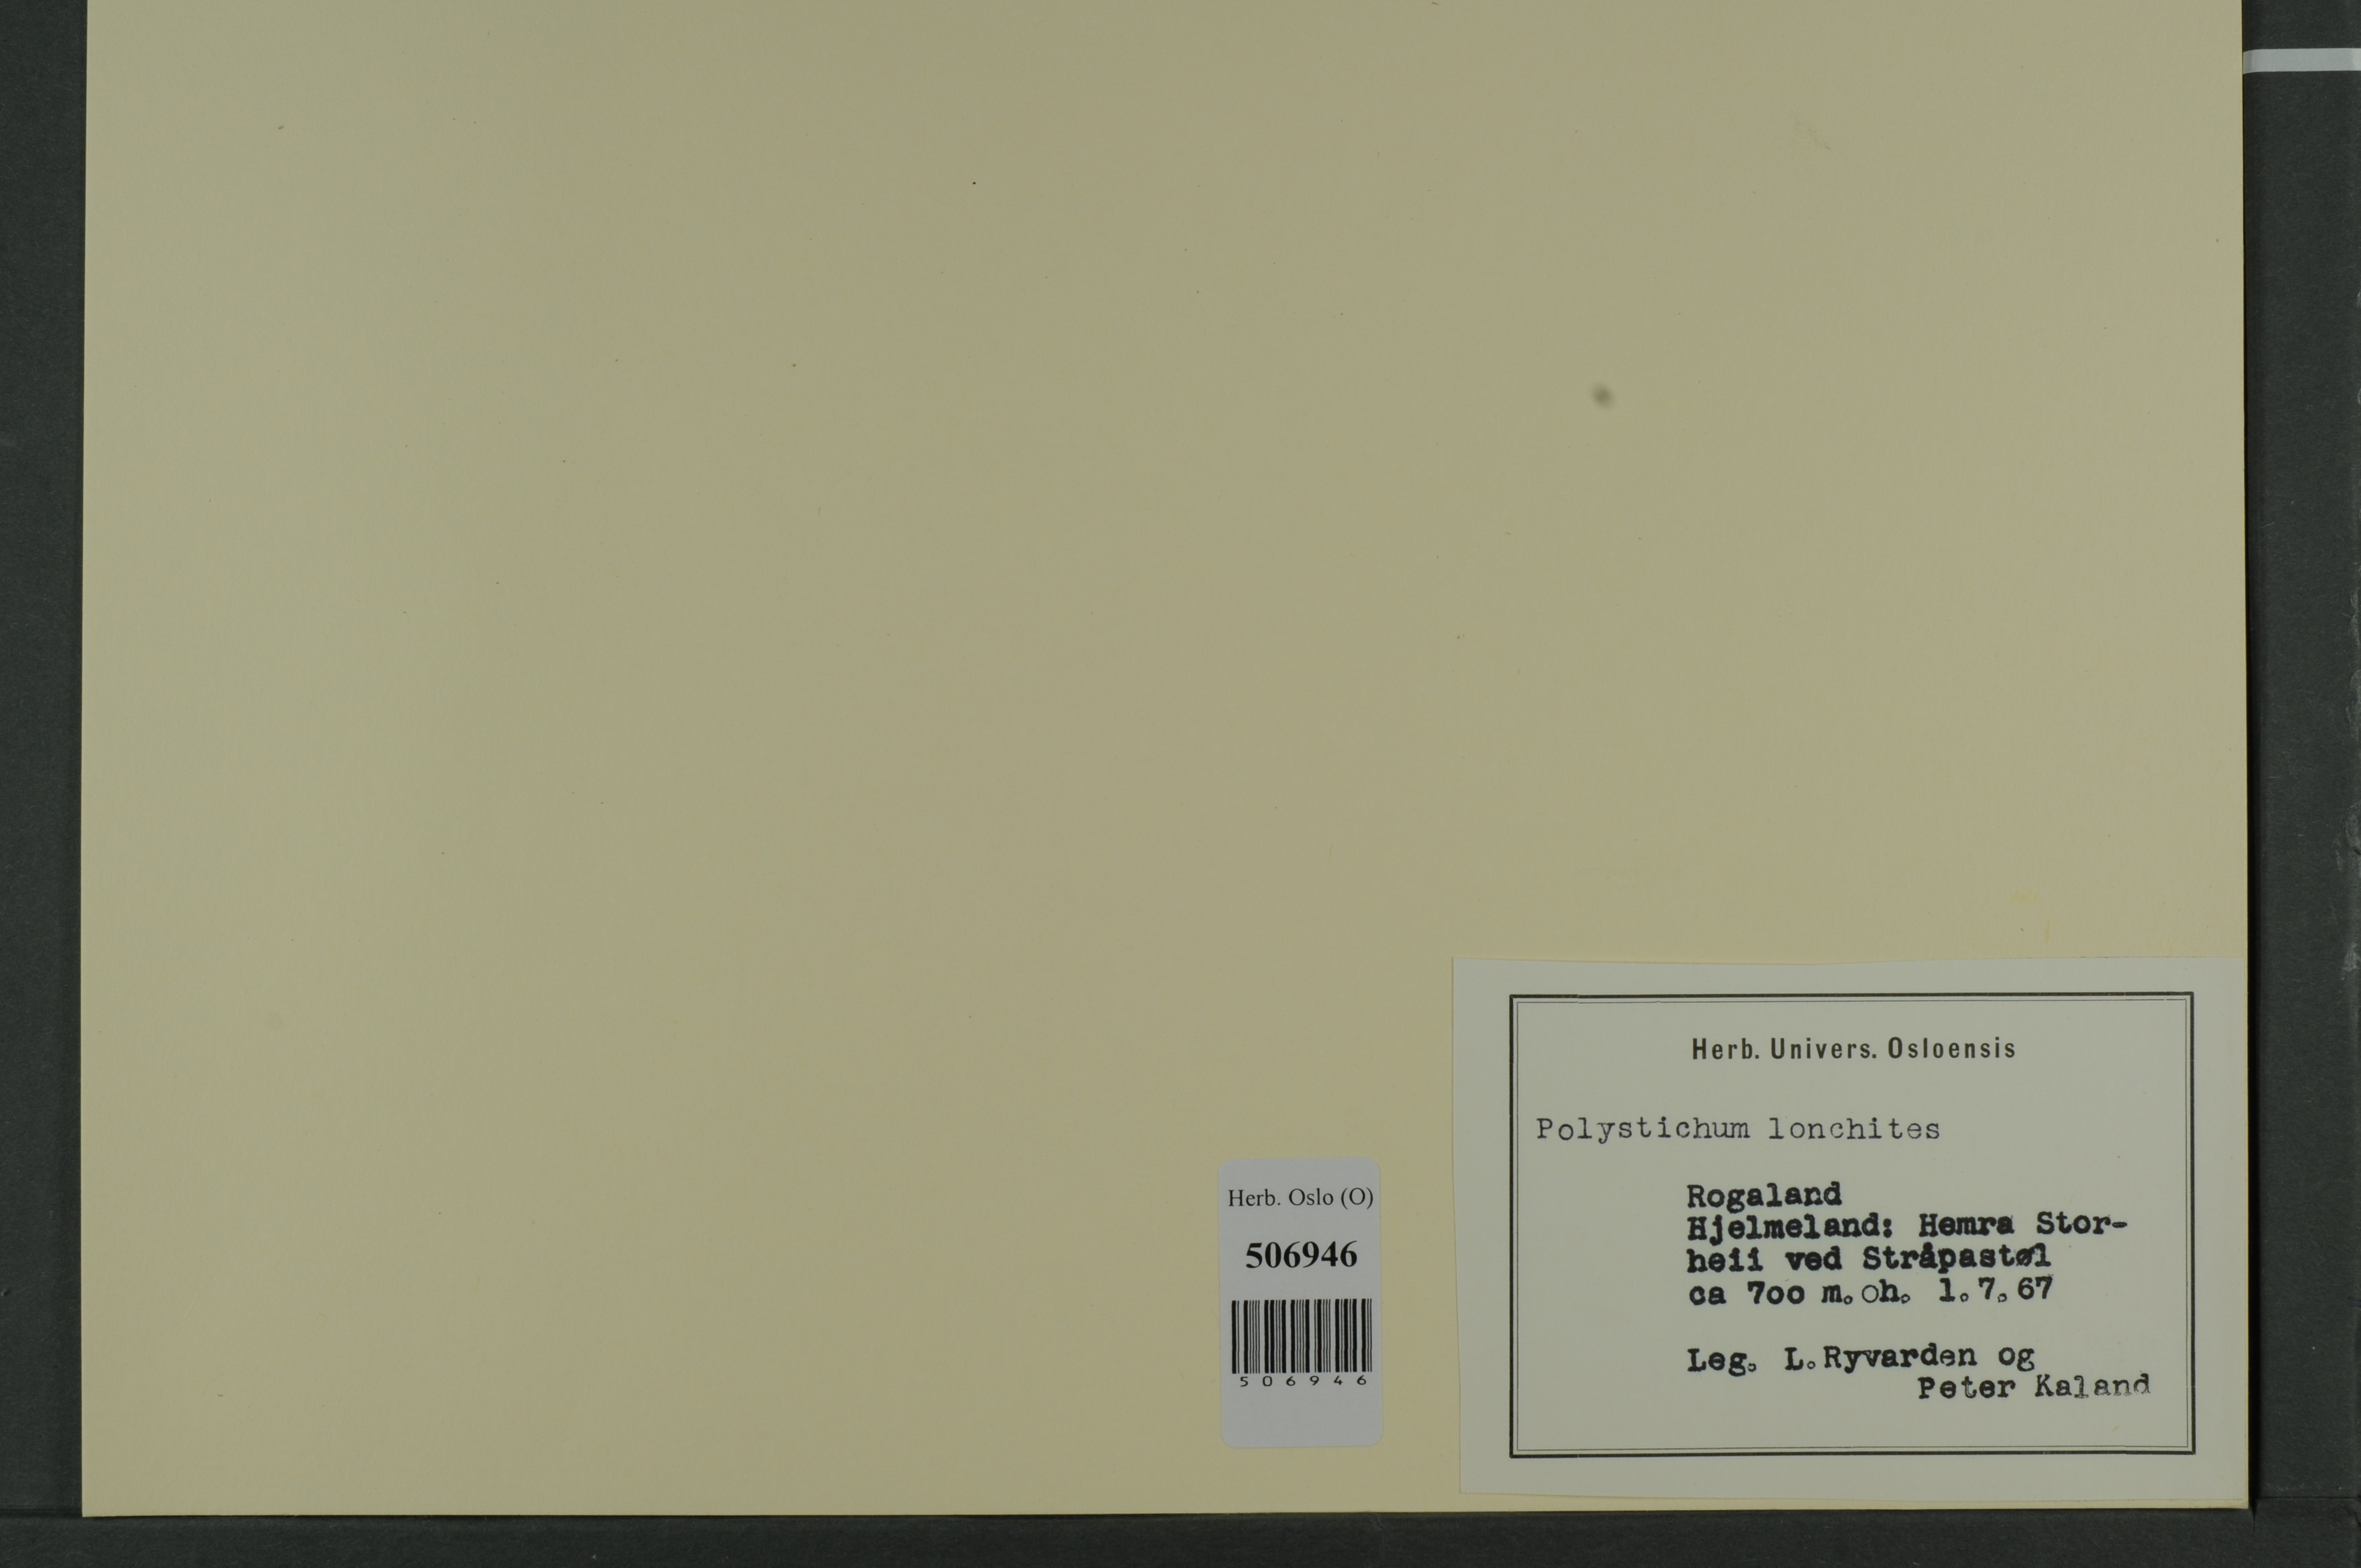 Herb. Univers. Osloensis
Polystichum lonchites
Rogaland
Hjelmeland: Hemra Stor-
heii ved Stråpastøl
ca 7oo m.oh. 1.7.67
Leg. L.Ryvarden og
Peter Kaland
Herb. Oslo (O)
506946
506946